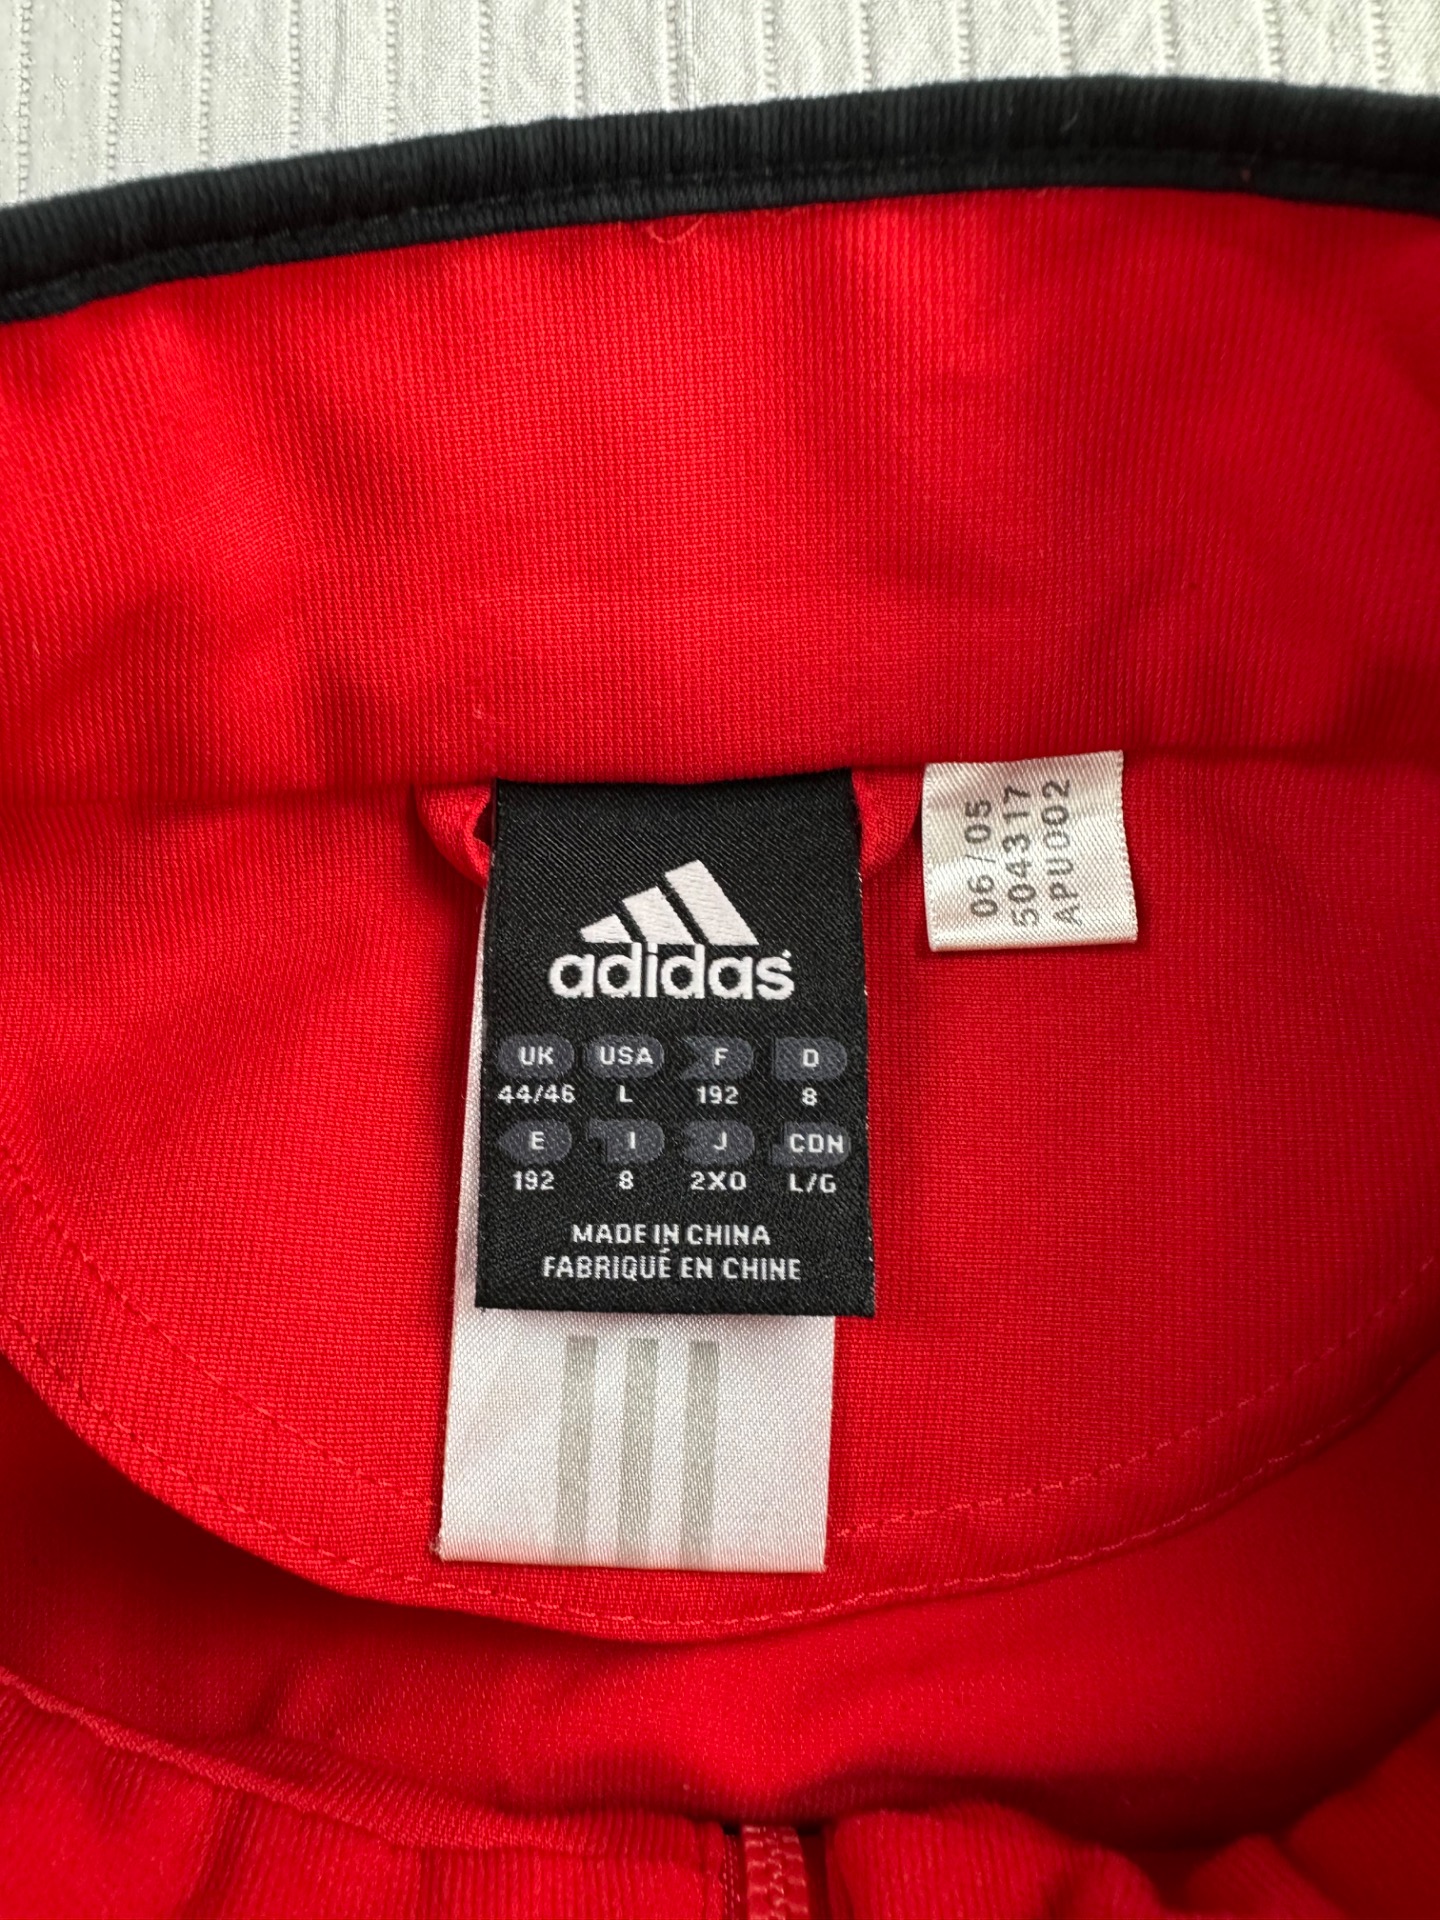 adidas
UK USA F D
44/46 L 192 8
E I J CDN
192 8 2XO L/G
MADE IN CHINA
FABRIQUÉ EN CHINE
06/05
504317
APU002